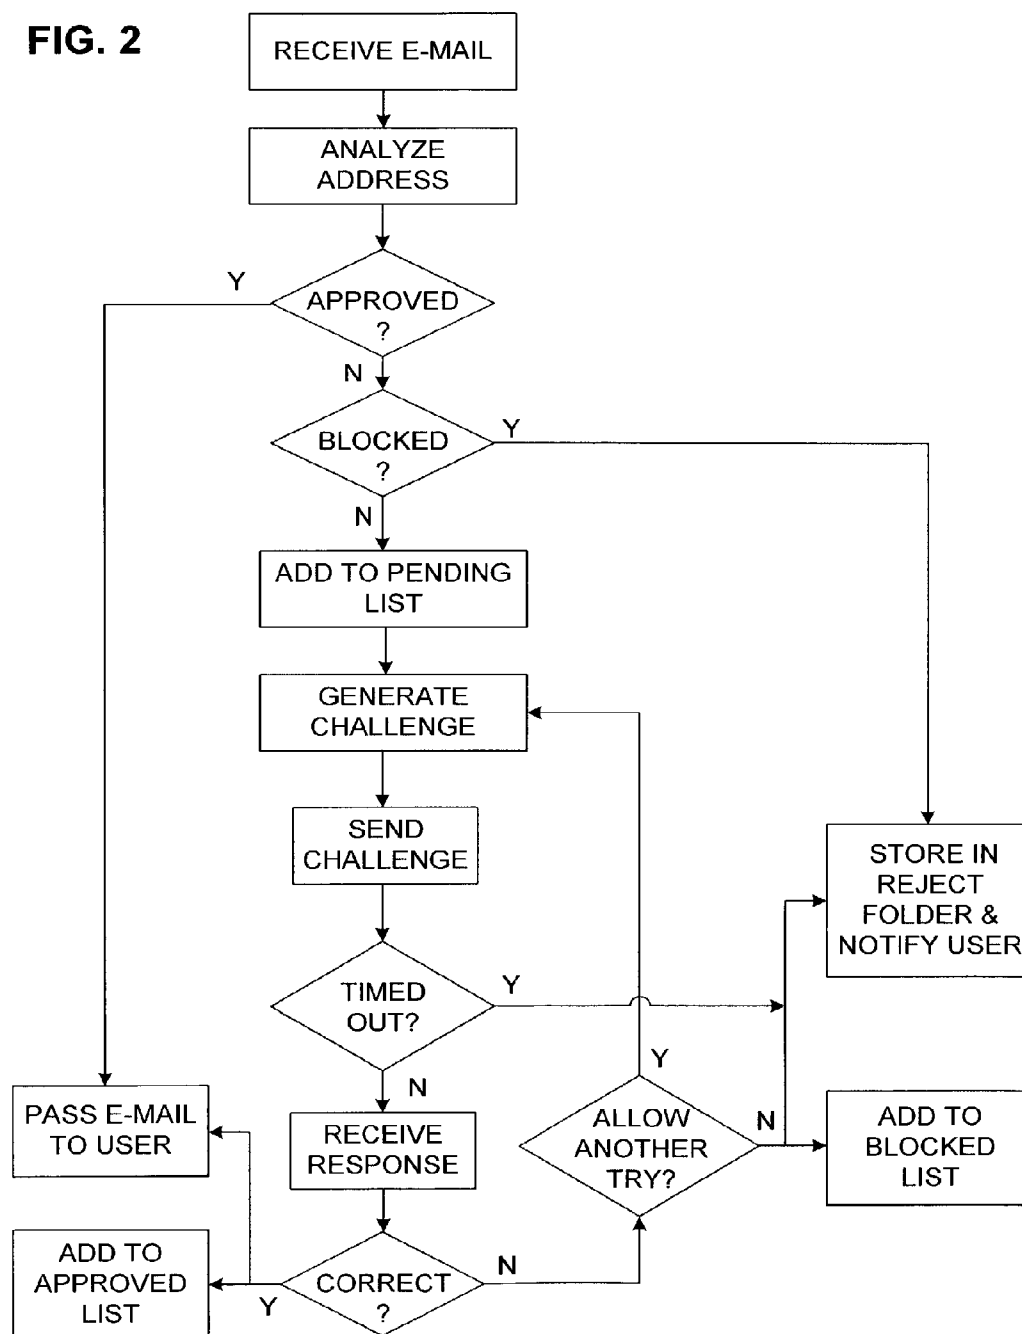 FIG. 2
RECEIVE E-MAIL
ANALYZE
ADDRESS
Y
APPROVED
?
N
BLOCKED
?
Y
N
ADD TO PENDING
LIST
GENERATE
CHALLENGE
SEND
CHALLENGE
STORE IN
REJECT
FOLDER &
NOTIFY USER
TIMED
OUT?
Y
N
Y
PASS E-MAIL
TO USER
RECEIVE
RESPONSE
ALLOW
ANOTHER
TRY?
N
ADD TO
BLOCKED
LIST
ADD TO
APPROVED
LIST
Y
CORRECT
?
N